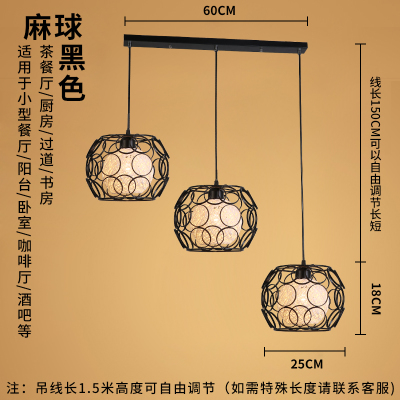 60CM
麻球
黑色
茶餐厅/厨房/过道/书房
适用于小型餐厅/阳台/卧室/咖啡厅/酒吧等
线长150CM可以自由调节长短
18CM
25CM
注：吊线长1.5米高度可自由调节（如需特殊长度请联系客服)